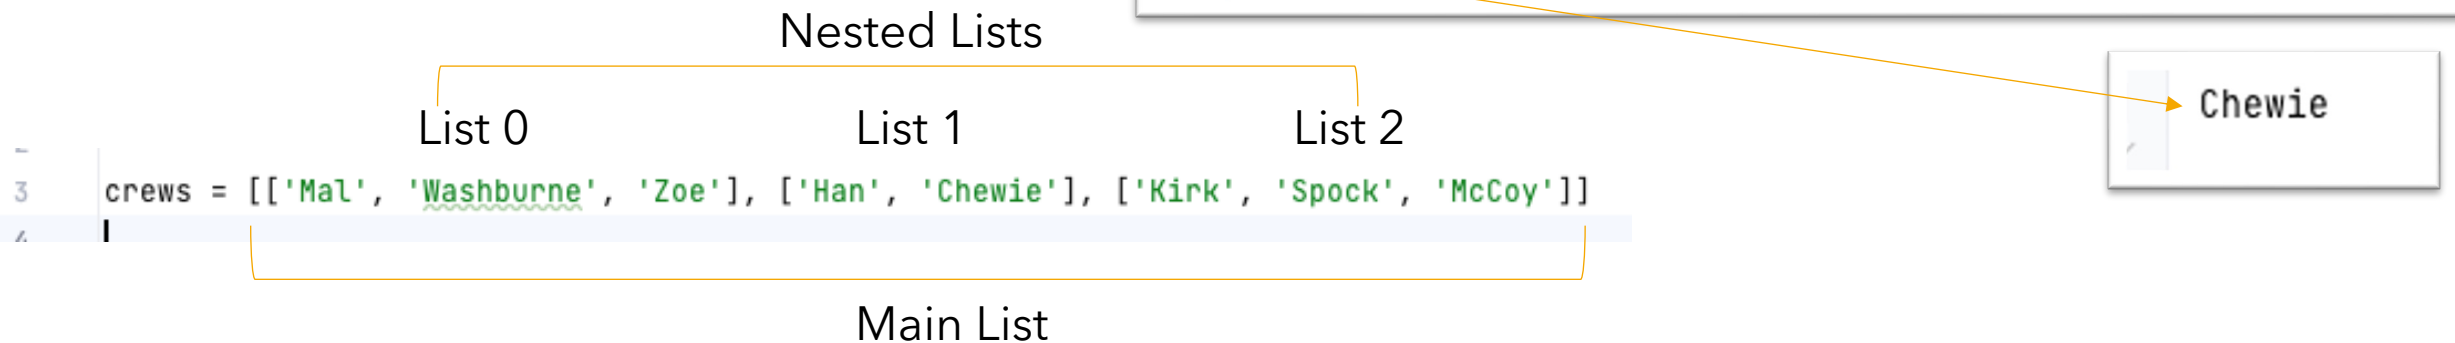 Nested Lists
List 0 List 1 List 2
Chewie
3 crews = [['Mal', 'Washburne', 'Zoe'], ['Han', 'Chewie'], ['Kirk', 'Spock', 'McCoy']]
Main List